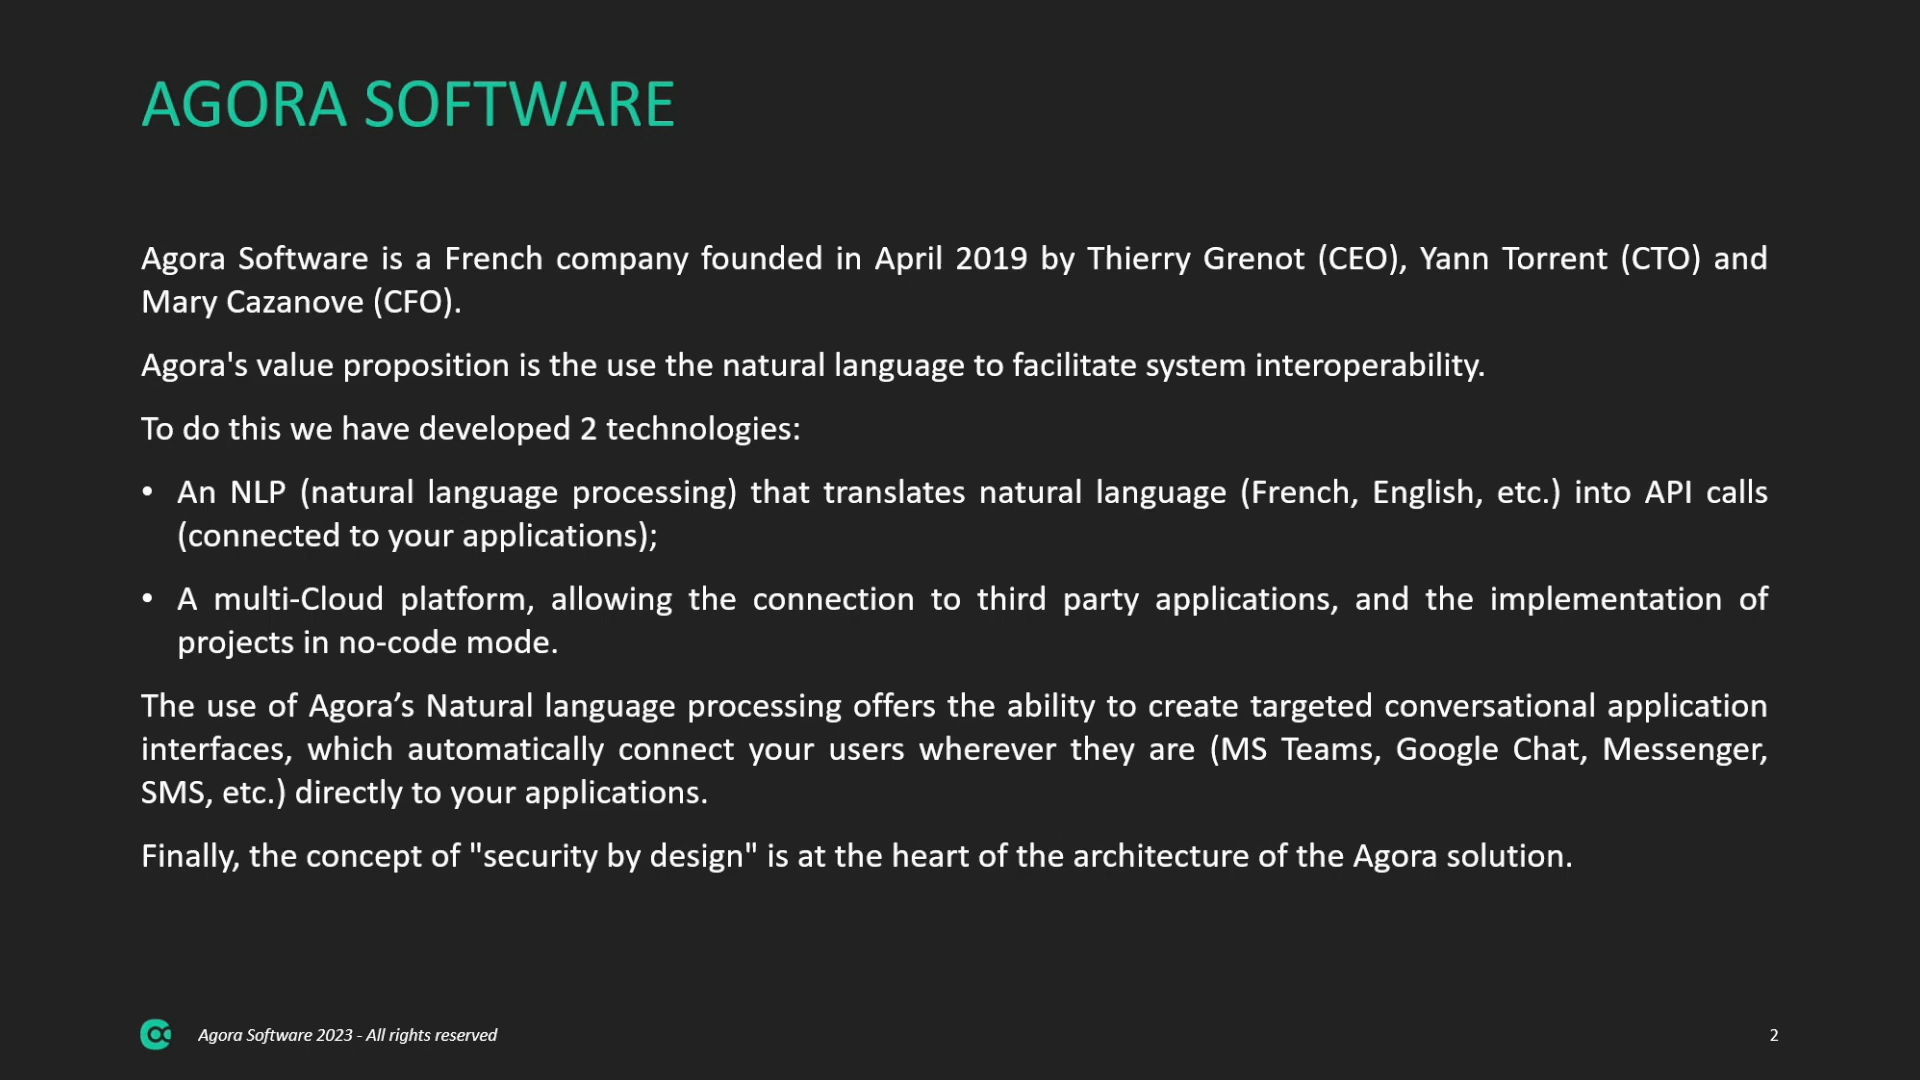 AGORA SOFTWARE
Agora Software is a French company founded in April 2019 by Thierry Grenot (CEO), Yann Torrent (CTO) and
Mary Cazanove (CFO).
Agora's value proposition is the use the natural language to facilitate system interoperability.
To do this we have developed 2 technologies:
• An NLP (natural language processing) that translates natural language (French, English, etc.) into API calls
(connected to your applications);
• A multi-Cloud platform, allowing the connection to third party applications, and the implementation of
projects in no-code mode.
The use of Agora’s Natural language processing offers the ability to create targeted conversational application
interfaces, which automatically connect your users wherever they are (MS Teams, Google Chat, Messenger,
SMS, etc.) directly to your applications.
Finally, the concept of "security by design" is at the heart of the architecture of the Agora solution.
Agora Software 2023 - All rights reserved
2